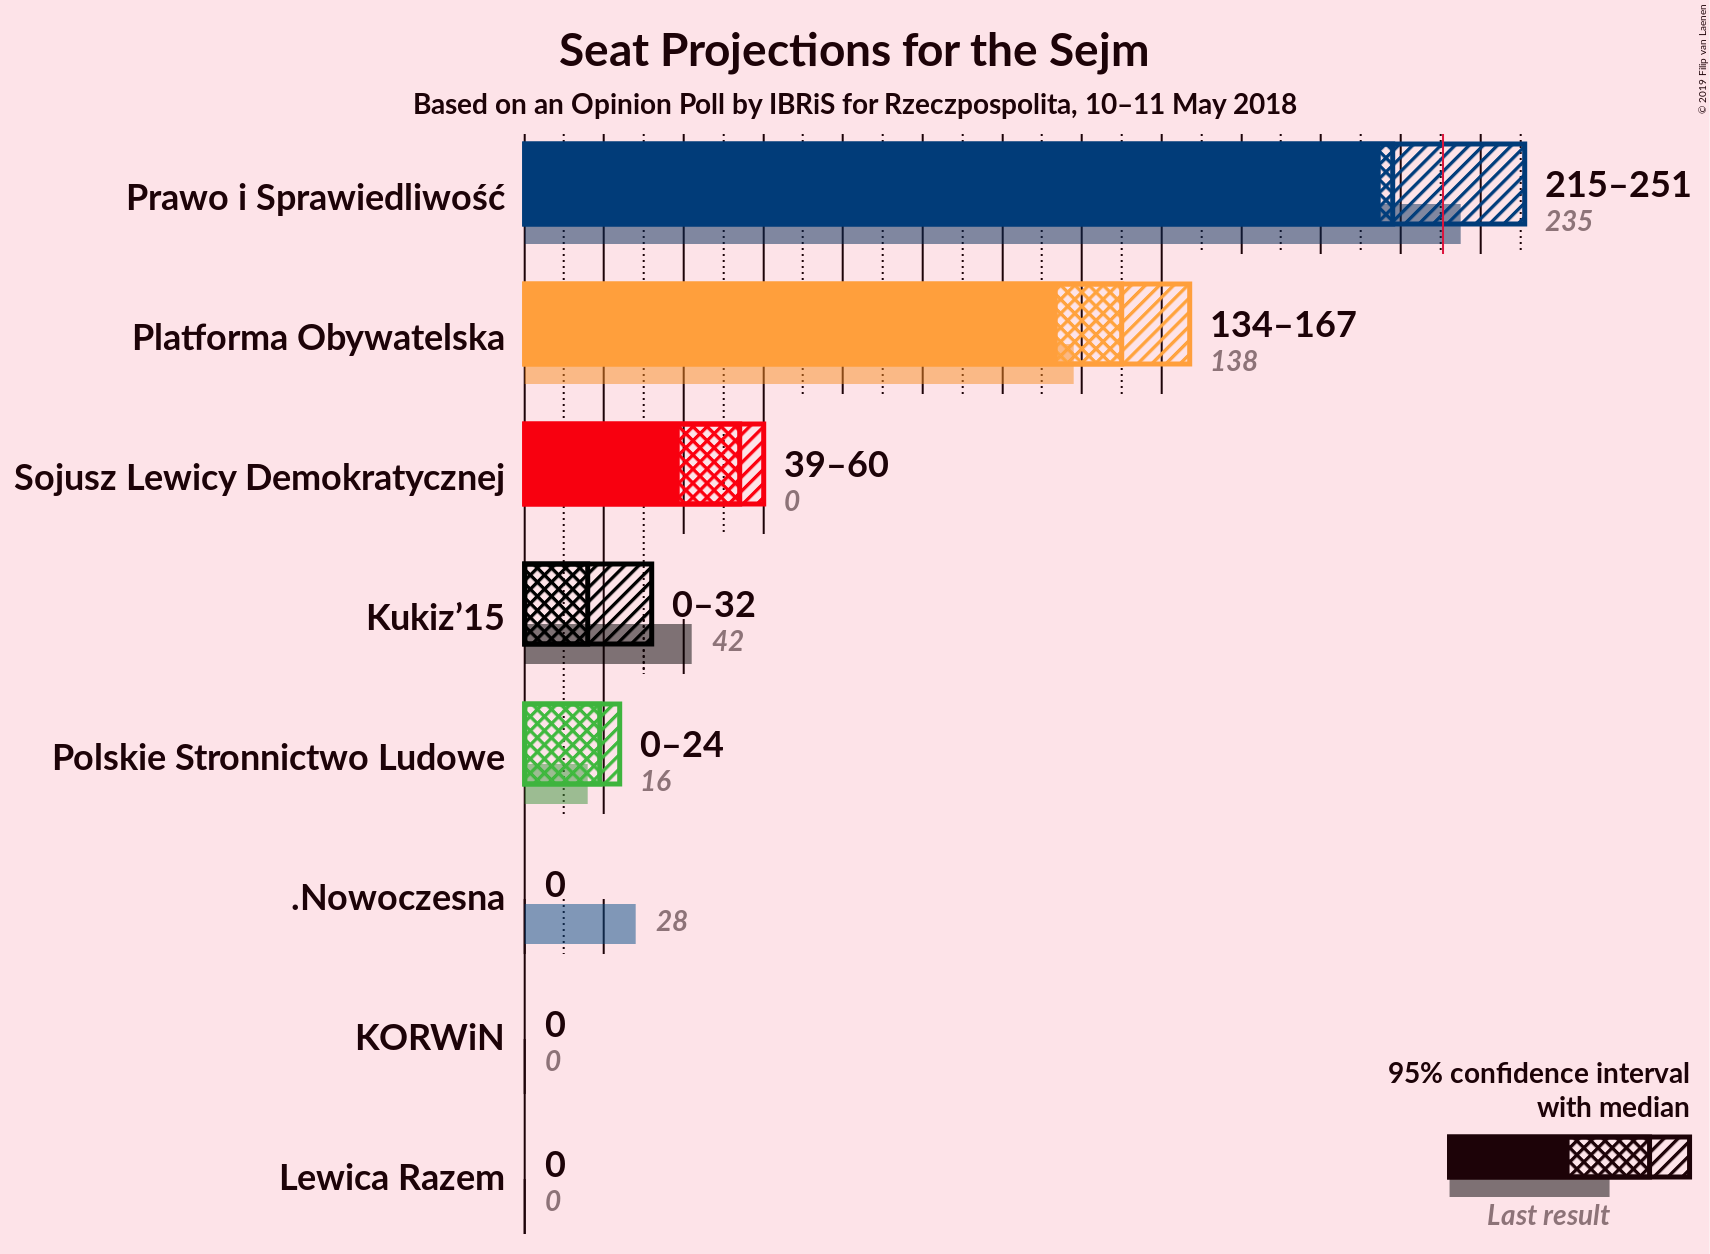 Seat Projections for the Sejm
Based on an Opinion Poll by IBRiS for Rzeczpospolita, 10–11 May 2018
© 2019 Filip van Laenen
Prawo i Sprawiedliwość
215–251
235
Platforma Obywatelska
134–167
138
Sojusz Lewicy Demokratycznej
39–60
0
Kukiz’15
0–32
42
Polskie Stronnictwo Ludowe
0–24
16
.Nowoczesna
0
28
KORWiN
0
0
Lewica Razem
0
0
95% confidence interval
with median
Last result